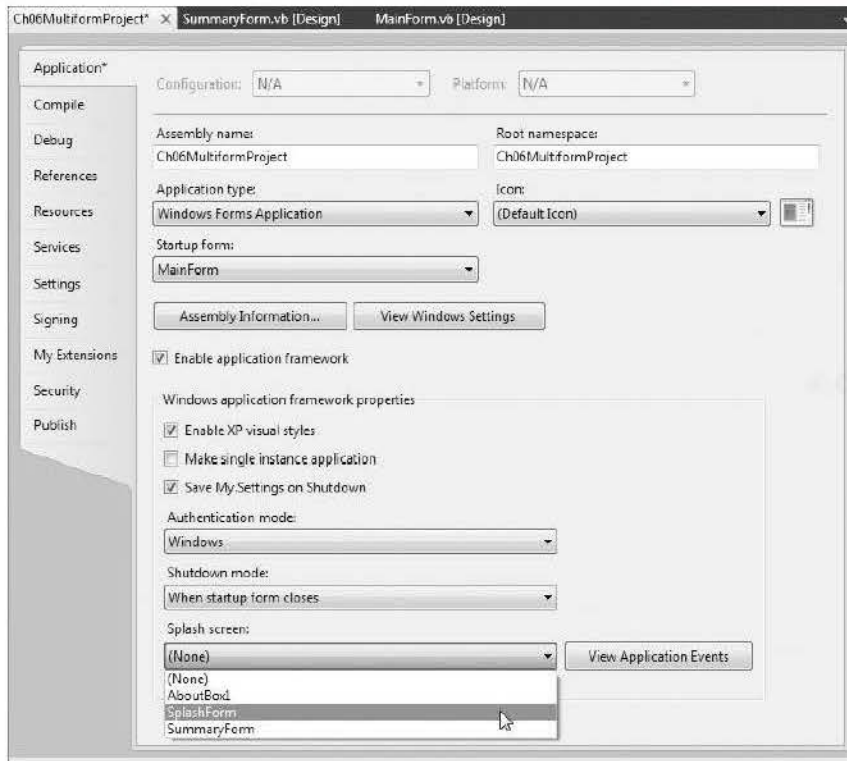 Ch06MultiformProject* X SummaryForm.vb [Design] MainForm.vb [Design]
Application*
Compile
Debug
References
Resources
Services
Settings
Signing
My Extensions
Security
Publish
Configuration: N/A Platform: N/A
Assembly name: Root namespace:
Ch06MultiformProject Ch06MultiformProject
Application type: Icon:
Windows Forms Application (Default Icon)
Startup form:
MainForm
Assembly Information... View Windows Settings
Enable application framework
Windows application framework properties
Enable XP visual styles
Make single instance application
Save My.Settings on Shutdown
Authentication mode:
Windows
Shutdown mode:
When startup form closes
Splash screen:
(None) View Application Events
(None)
AboutBox1
SplashForm
SummaryForm